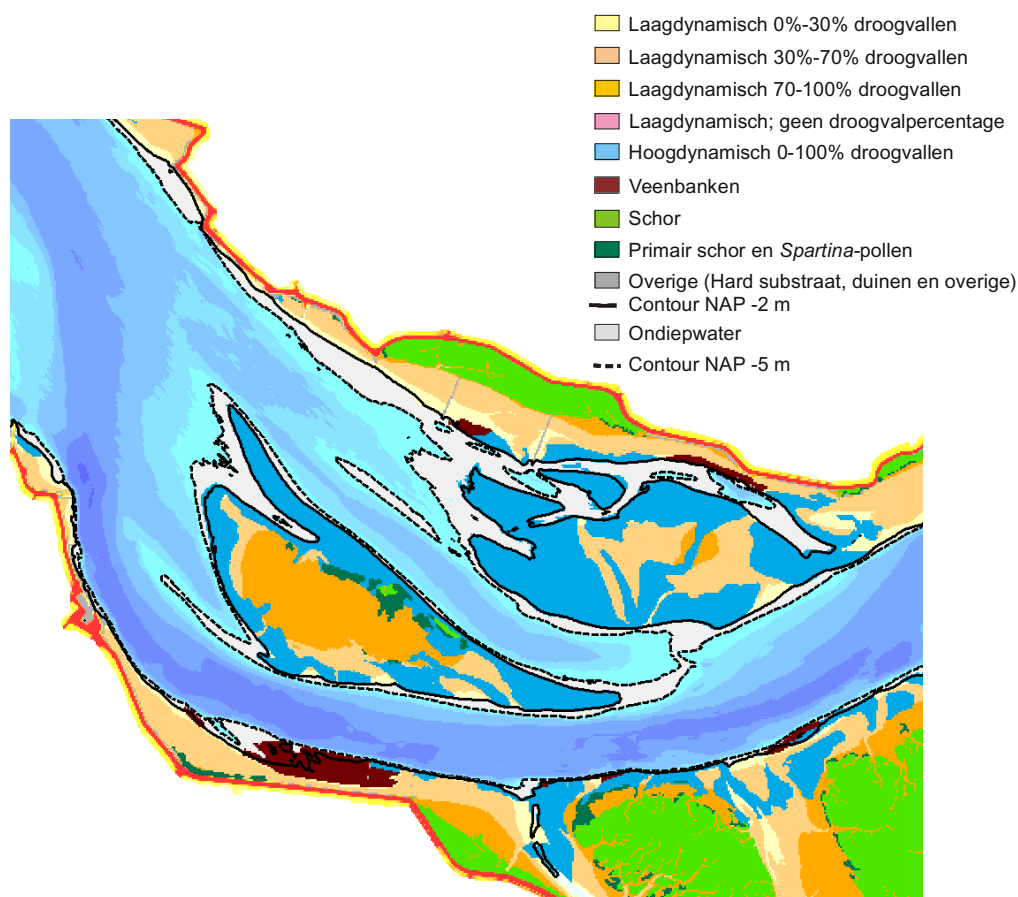 Laagdynamisch 0%-30% droogvallen
Laagdynamisch 30%-70% droogvallen
Laagdynamisch 70-100% droogvallen
Laagdynamisch; geen droogvalpercentage
Hoogdynamisch 0-100% droogvallen
Veenbanken
Schor
Primair schor en Spartina-pollen
Overige (Hard substraat, duinen en overige)
Contour NAP -2 m
Ondiepwater
Contour NAP -5 m